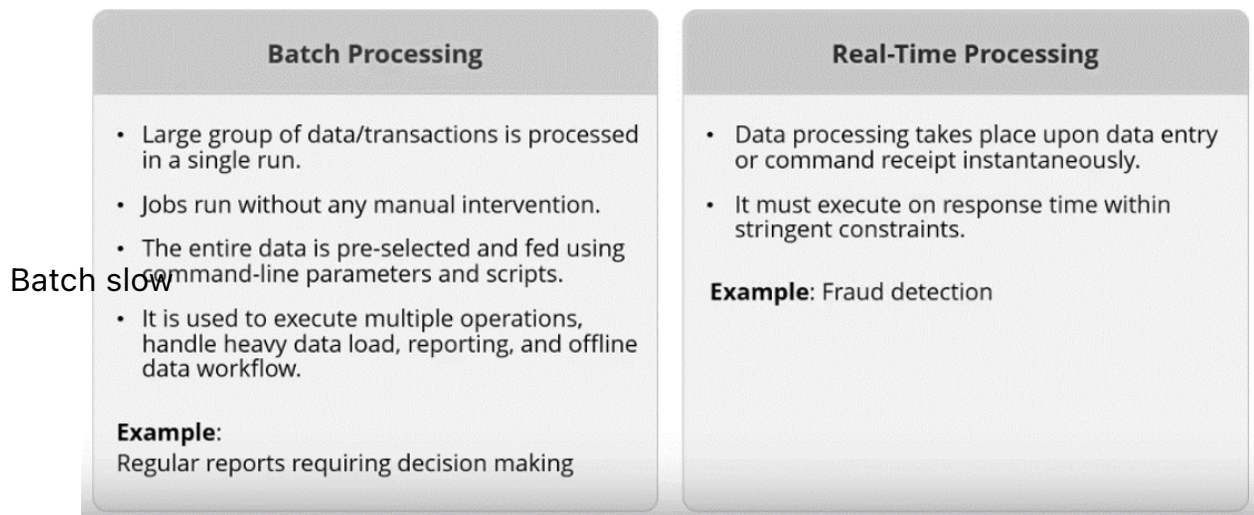 Batch Processing
• Large group of data/transactions is processed
in a single run.
• Jobs run without any manual intervention.
• The entire data is pre-selected and fed using
command-line parameters and scripts.
Batch slow
• It is used to execute multiple operations,
handle heavy data load, reporting, and offline
data workflow.
Example:
Regular reports requiring decision making
Real-Time Processing
• Data processing takes place upon data entry
or command receipt instantaneously.
• It must execute on response time within
stringent constraints.
Example: Fraud detection